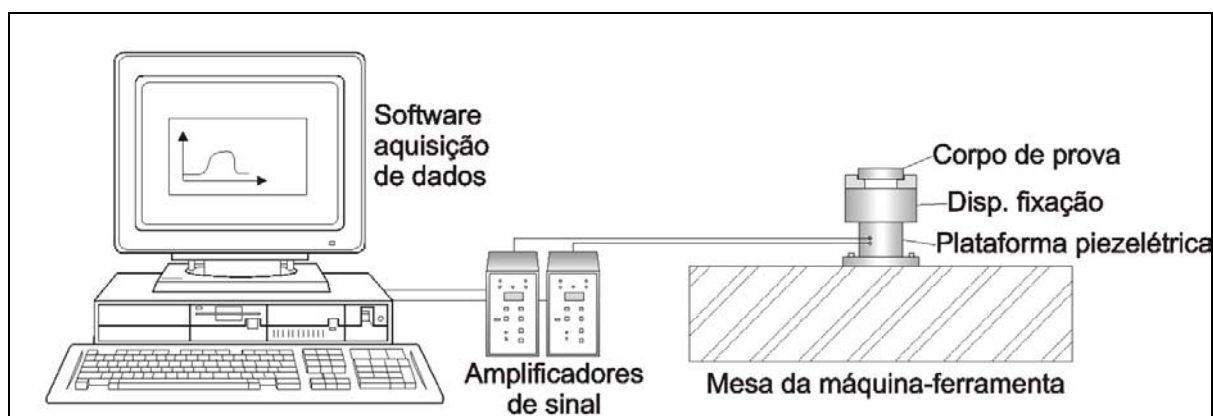 Software
aquisição
de dados
Corpo de prova
Disp. fixação
Plataforma piezelétrica
Amplificadores
de sinal
Mesa da máquina-ferramenta